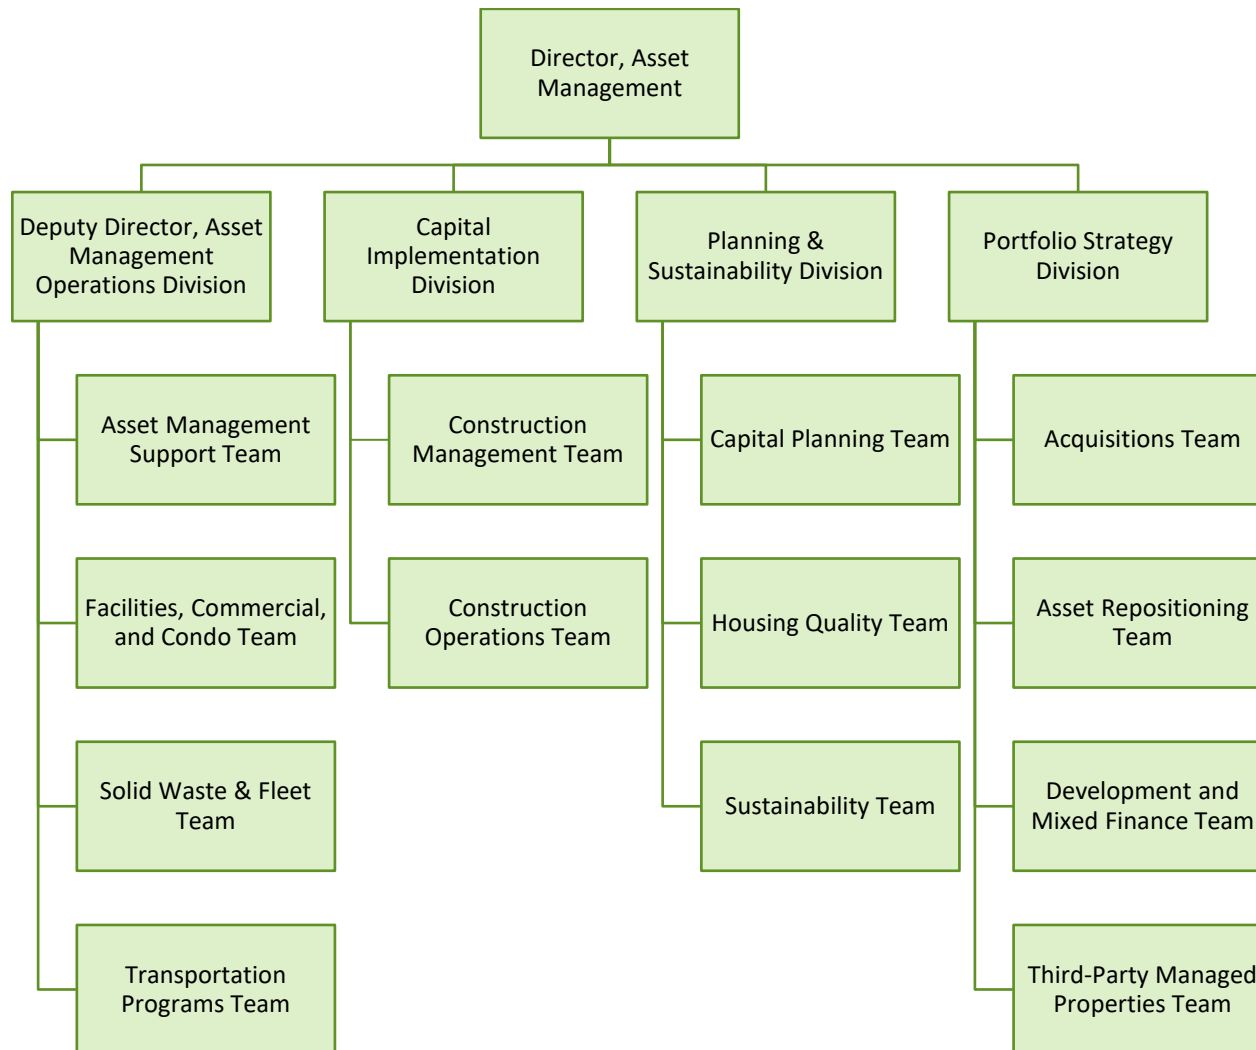 Director, Asset
Management
Deputy Director, Asset
Management
Operations Division
Capital
Implementation
Division
Planning &
Sustainability Division
Portfolio Strategy
Division
Asset Management
Support Team
Construction
Management Team
Capital Planning Team
Acquisitions Team
Facilities, Commercial,
and Condo Team
Construction
Operations Team
Housing Quality Team
Asset Repositioning
Team
Solid Waste & Fleet
Team
Sustainability Team
Development and
Mixed Finance Team
Transportation
Programs Team
Third-Party Managed
Properties Team